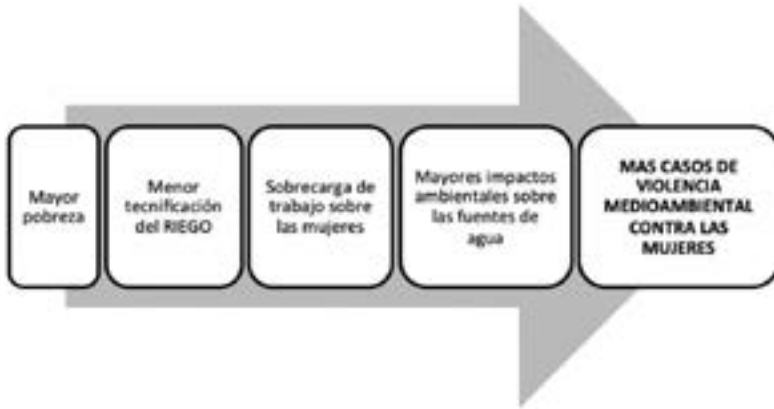 Mayor
pobreza
Menor
tecnificación
del RIEGO
Sobrecarga de
trabajo sobre
las mujeres
Mayores impactos
ambientales sobre
las fuentes de
agua
MAS CASOS DE
VIOLENCIA
MEDIOAMBIENTAL
CONTRA LAS
MUJERES